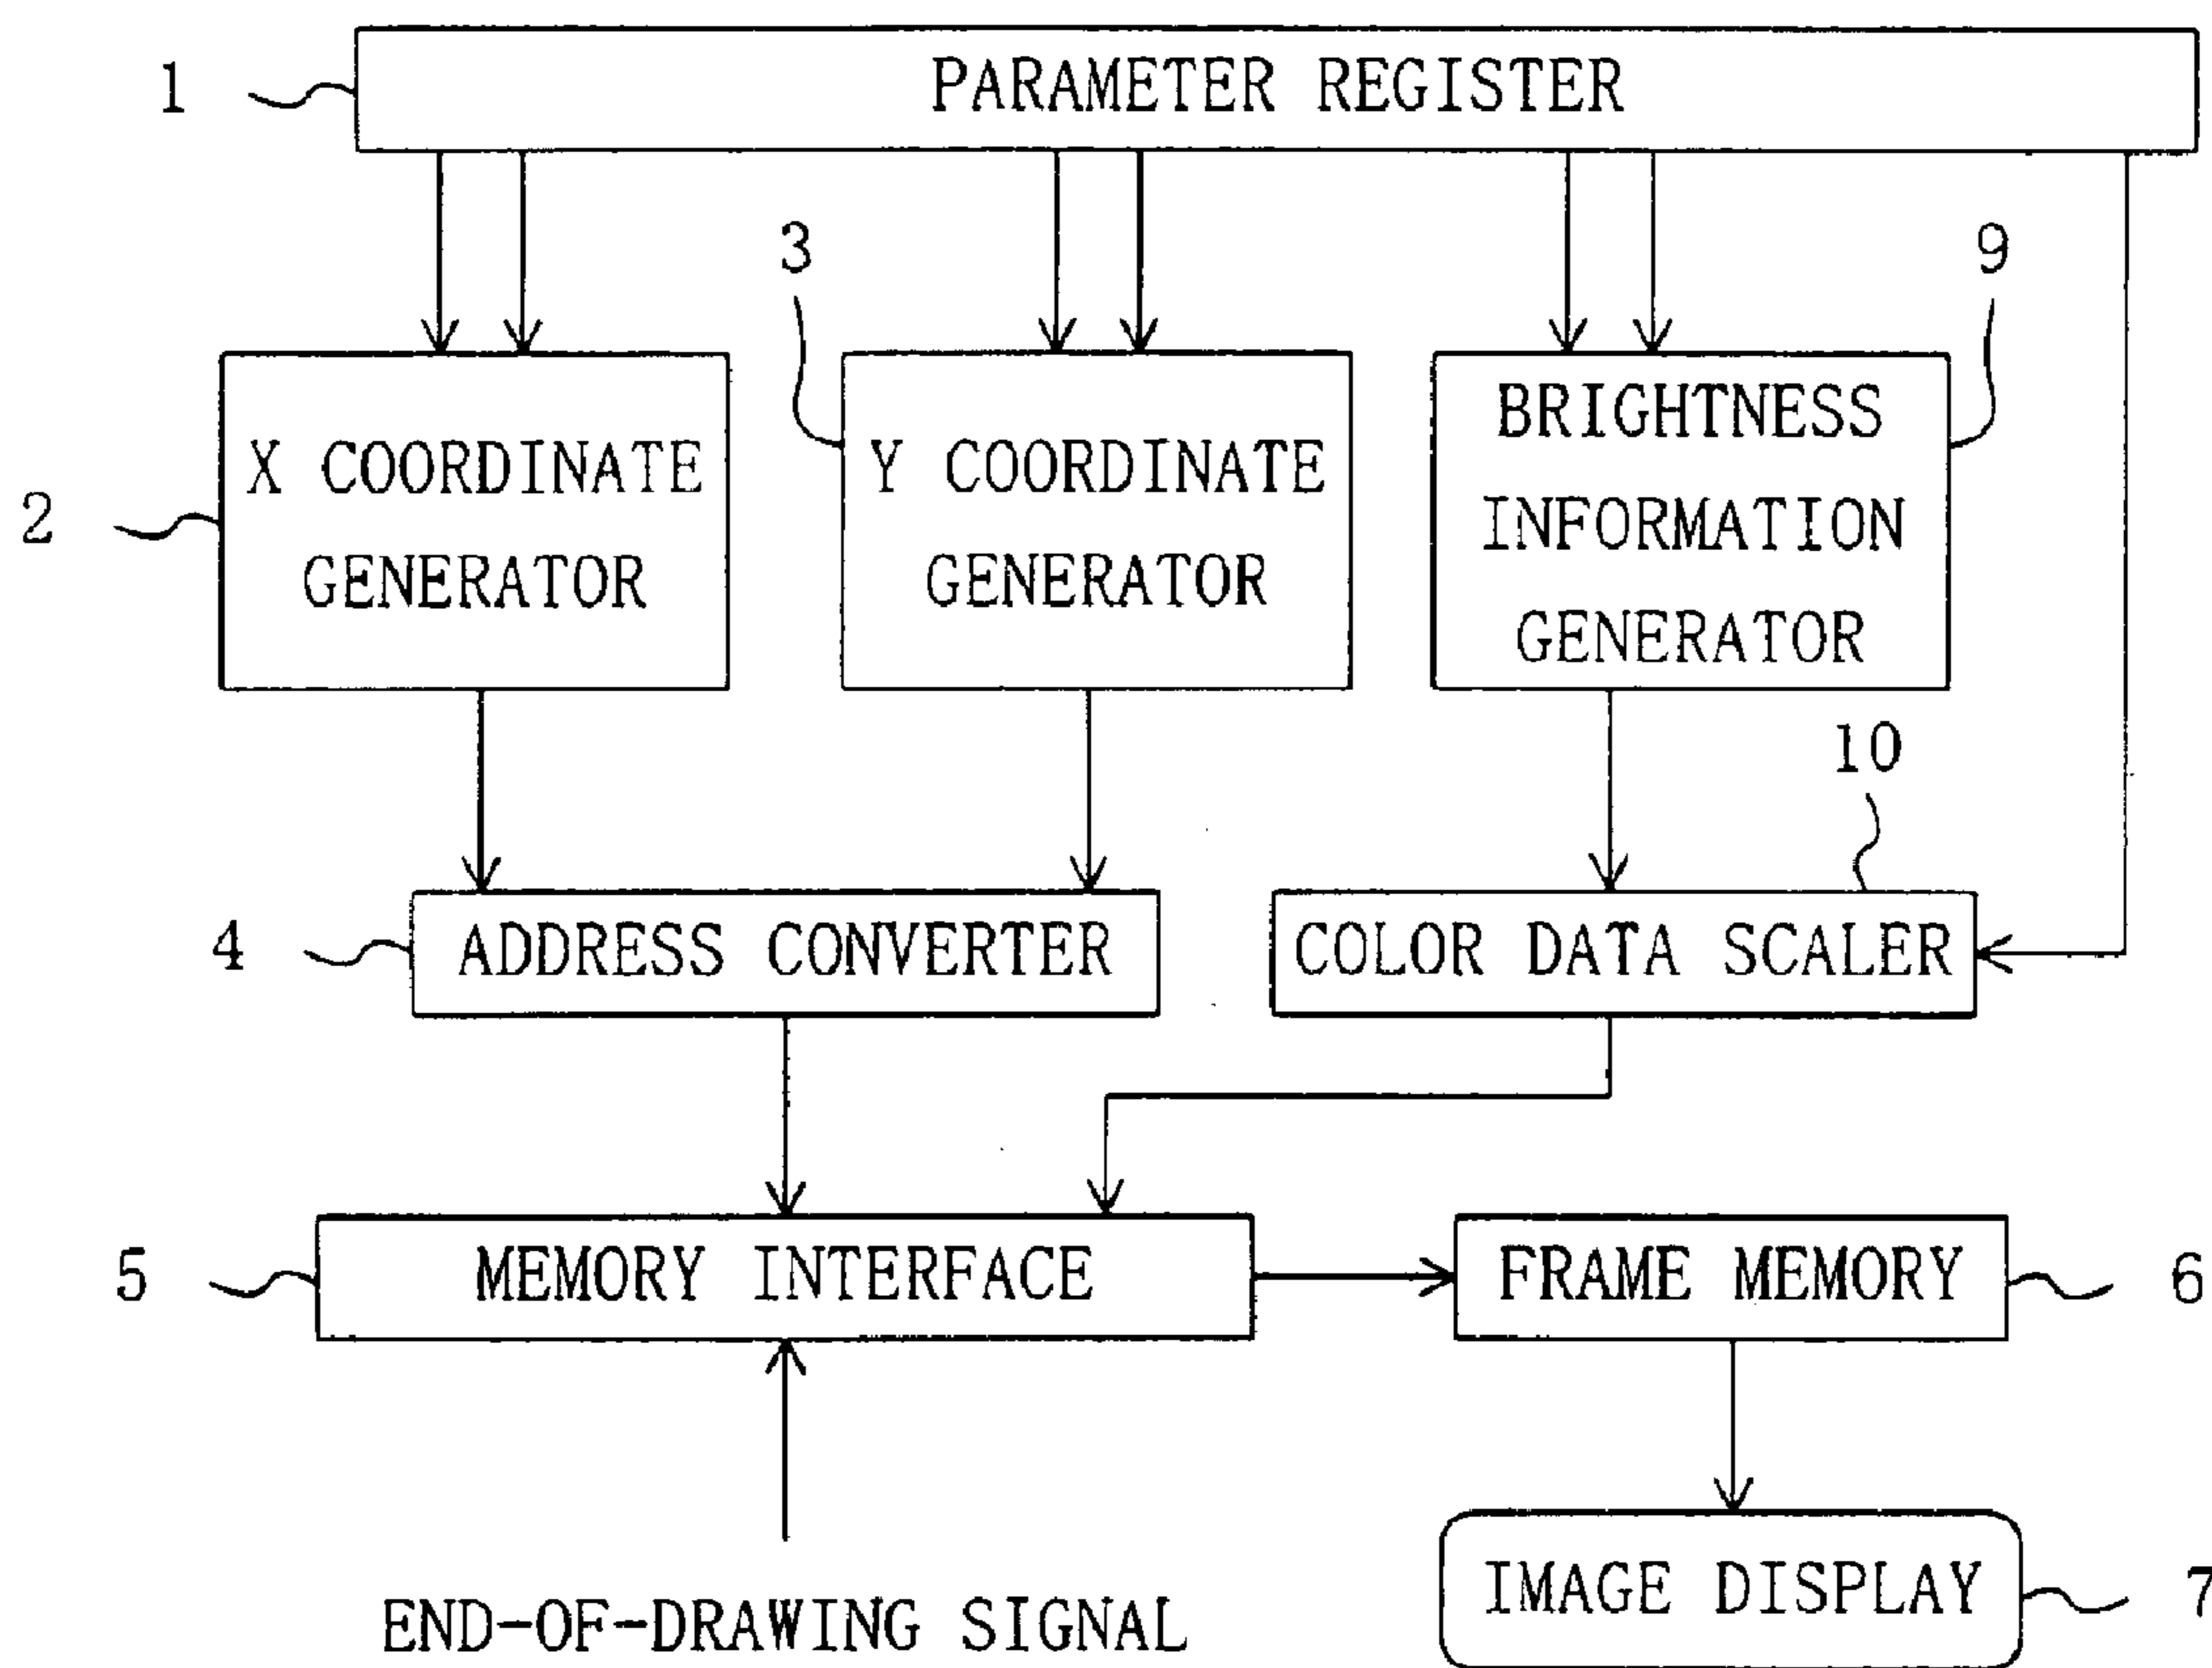 1
PARAMETER REGISTER
3
9
2
X COORDINATE
GENERATOR
Y COORDINATE
GENERATOR
BRIGHTNESS
INFORMATION
GENERATOR
10
4
ADDRESS CONVERTER
COLOR DATA SCALER
5
MEMORY INTERFACE
FRAME MEMORY
6
END-OF-DRAWING SIGNAL
IMAGE DISPLAY
7